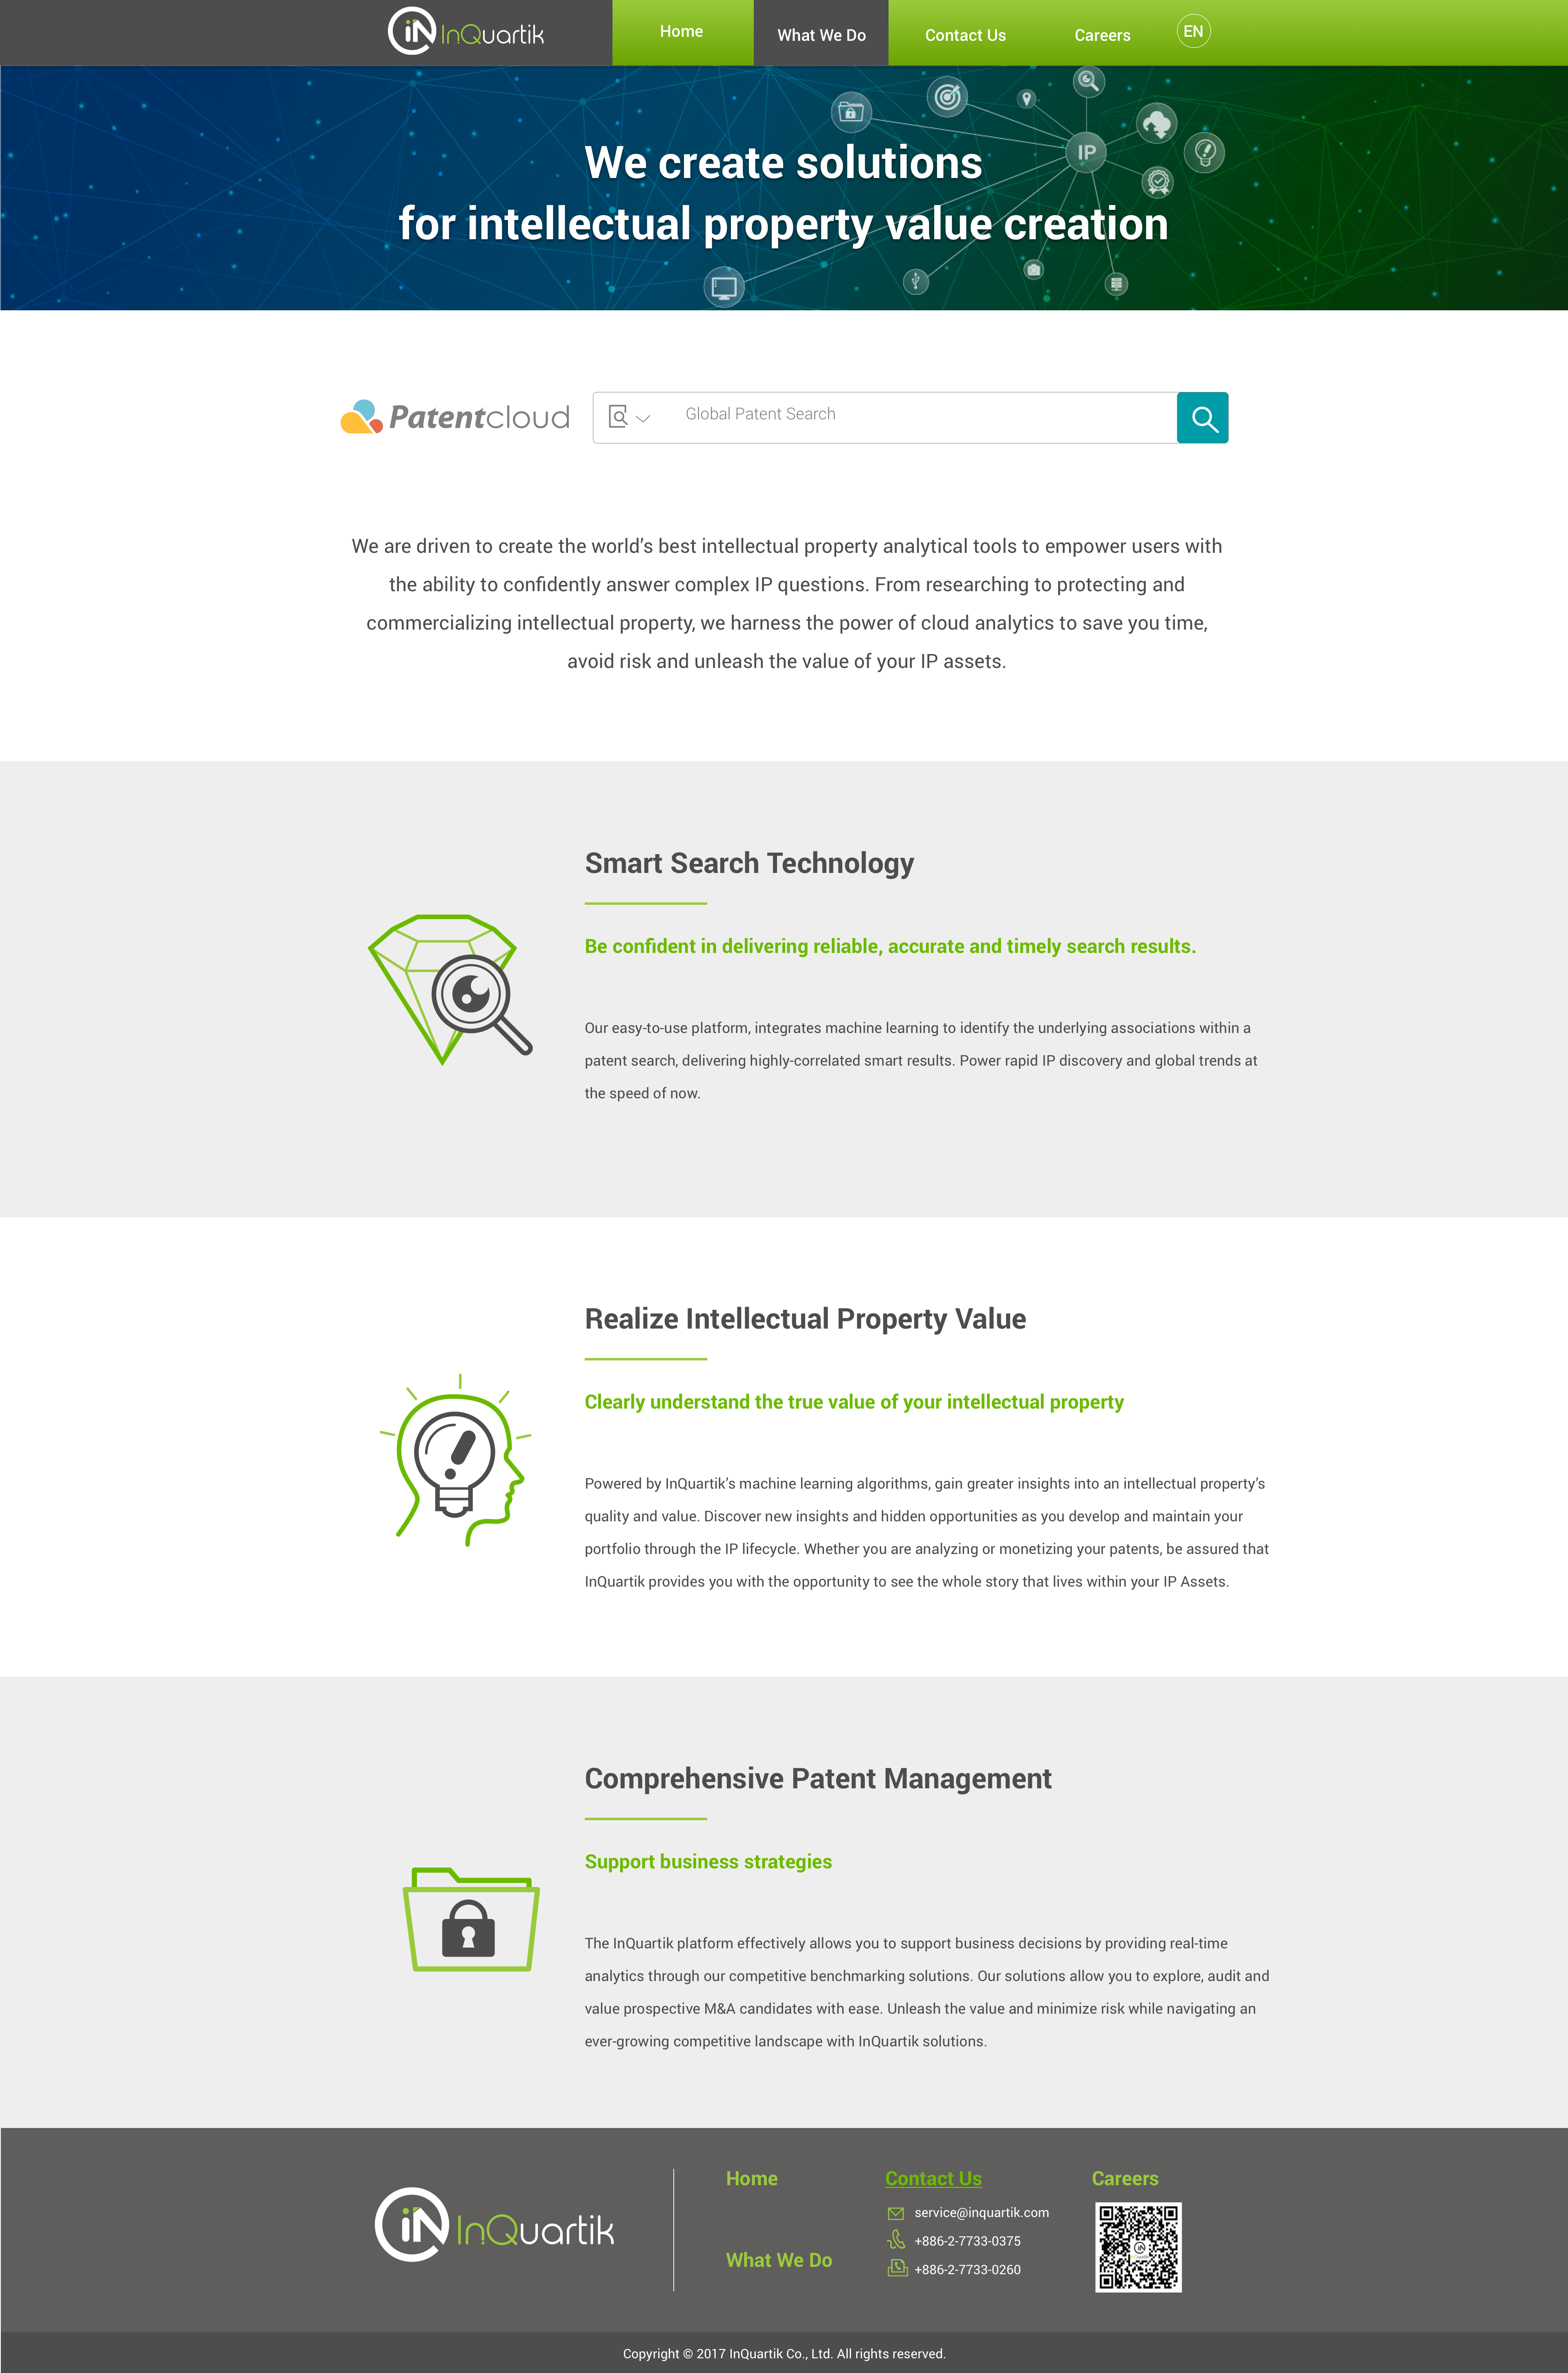 iN InQuartik
Home
What We Do
Contact Us
Careers
EN
IP
We create solutions
for intellectual property value creation
Patentcloud
Global Patent Search
We are driven to create the world's best intellectual property analytical tools to empower users with
the ability to confidently answer complex IP questions. From researching to protecting and
commercializing intellectual property, we harness the power of cloud analytics to save you time,
avoid risk and unleash the value of your IP assets.
Smart Search Technology
Be confident in delivering reliable, accurate and timely search results.
Our easy-to-use platform, integrates machine learning to identify the underlying associations within a
patent search, delivering highly-correlated smart results. Power rapid IP discovery and global trends at
the speed of now.
Realize Intellectual Property Value
Clearly understand the true value of your intellectual property
Powered by InQuartik's machine learning algorithms, gain greater insights into an intellectual property's
quality and value. Discover new insights and hidden opportunities as you develop and maintain your
portfolio through the IP lifecycle. Whether you are analyzing or monetizing your patents, be assured that
InQuartik provides you with the opportunity to see the whole story that lives within your IP Assets.
Comprehensive Patent Management
Support business strategies
The InQuartik platform effectively allows you to support business decisions by providing real-time
analytics through our competitive benchmarking solutions. Our solutions allow you to explore, audit and
value prospective M&A candidates with ease. Unleash the value and minimize risk while navigating an
ever-growing competitive landscape with InQuartik solutions.
iN InQuartik
Home
What We Do
Contact Us
service@inquartik.com
+886-2-7733-0375
+886-2-7733-0260
Careers
Copyright © 2017 InQuartik Co., Ltd. All rights reserved.